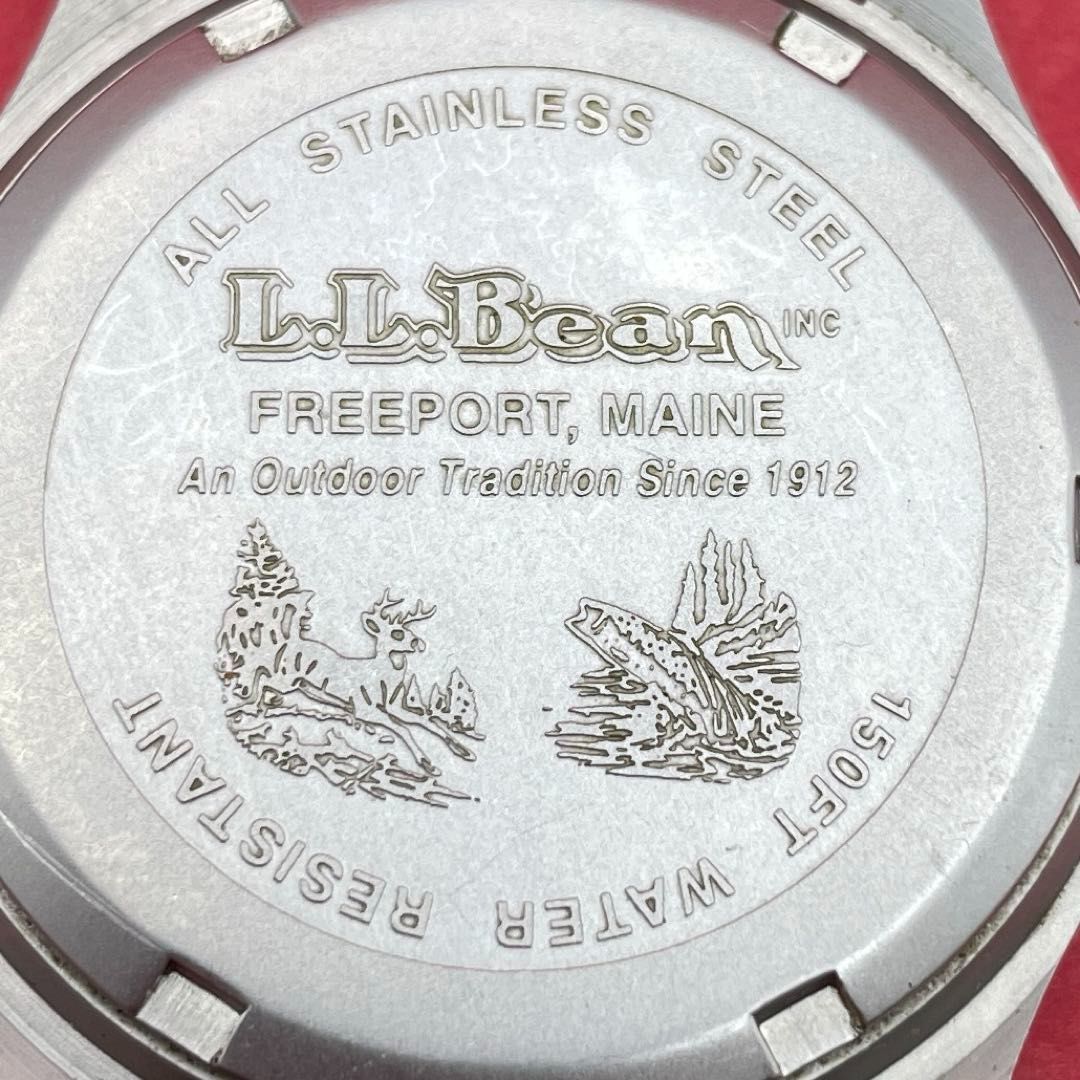 ALL STAINLESS STEEL
L.L.Bean INC
FREEPORT, MAINE
An Outdoor Tradition Since 1912
150FT WATER RESISTANT